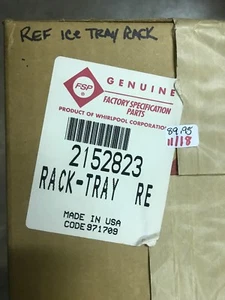 REF ICE TRAY RACK
FSP
®
GENUINE
FACTORY SPECIFICATION
PARTS
PRODUCT OF WHIRLPOOL CORPORATION
89.95
11/18
2152823
RACK-TRAY RE
MADE IN USA
CODE 971709